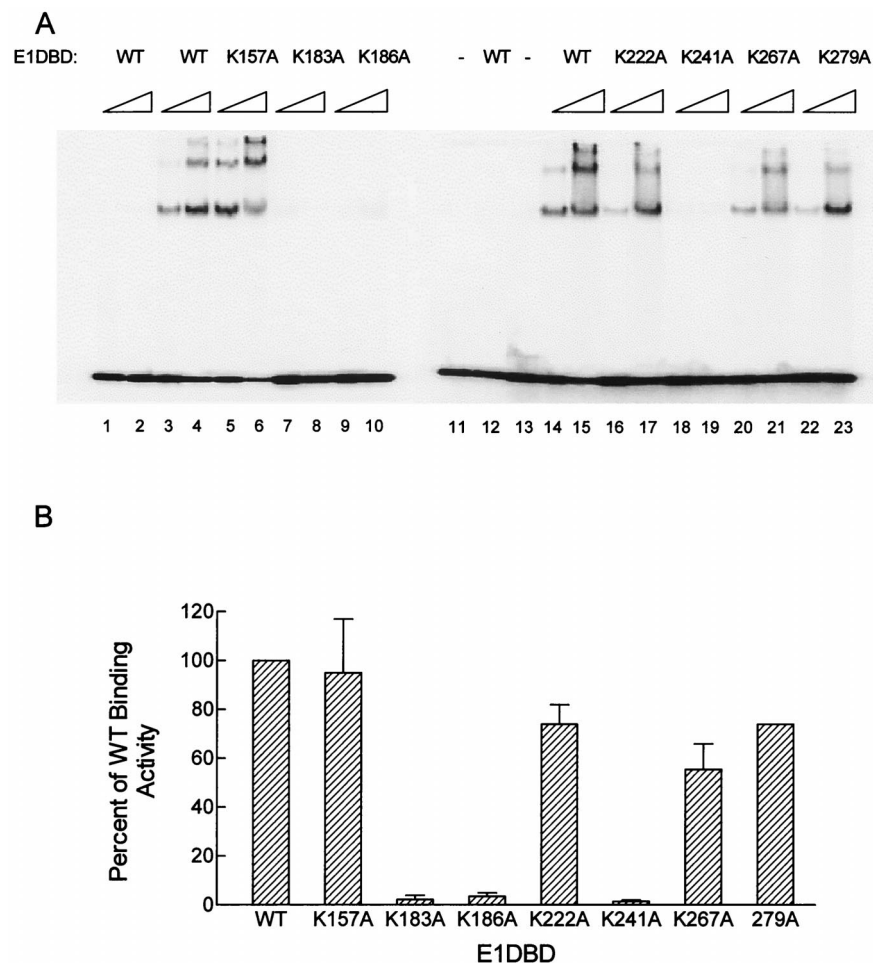 A
E1DBD: WT WT K157A K183A K186A - WT - WT K222A K241A K267A K279A
1 2 3 4 5 6 7 8 9 10 11 12 13 14 15 16 17 18 19 20 21 22 23
B
Percent of WT Binding
Activity
120
100
80
60
40
20
0
WT K157A K183A K186A K222A K241A K267A 279A
E1DBD